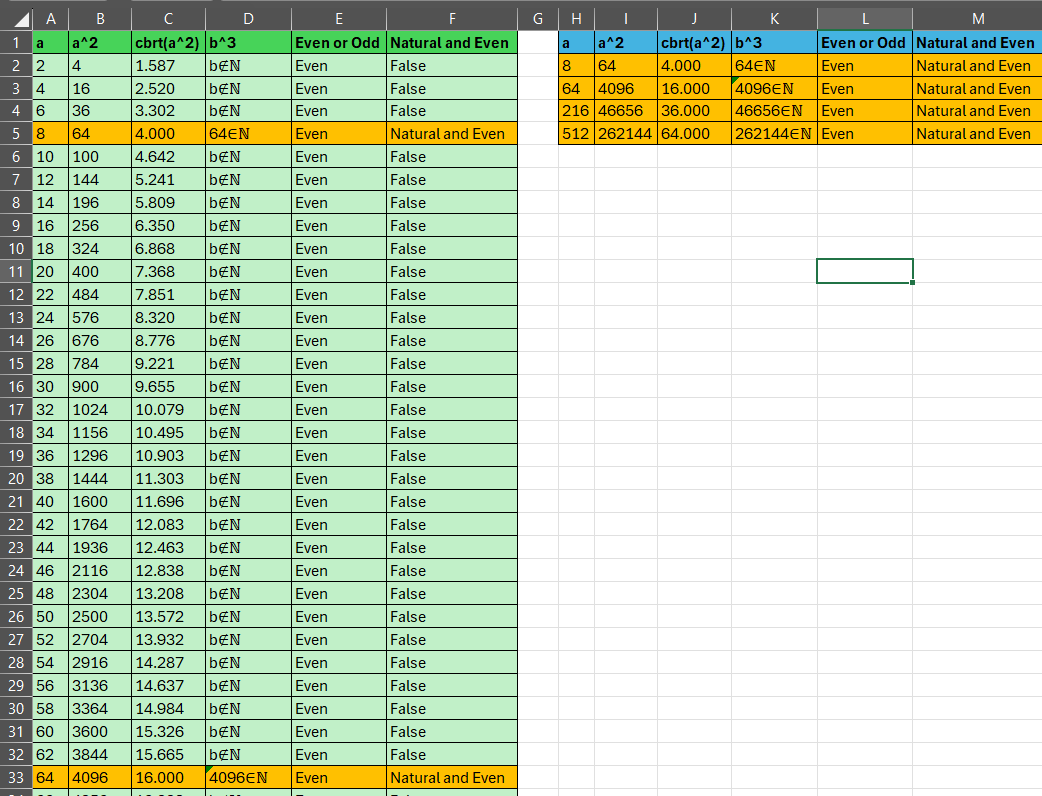 A B C D E F G H I J K L M
1 a a^2 cbrt(a^2) b^3 Even or Odd Natural and Even a a^2 cbrt(a^2) b^3 Even or Odd Natural and Even
2 2 4 1.587 b∉ℕ Even False 8 64 4.000 64∈ℕ Even Natural and Even
3 4 16 2.520 b∉ℕ Even False 64 4096 16.000 4096∈ℕ Even Natural and Even
4 6 36 3.302 b∉ℕ Even False 216 46656 36.000 46656∈ℕ Even Natural and Even
5 8 64 4.000 64∈ℕ Even Natural and Even 512 262144 64.000 262144∈ℕ Even Natural and Even
6 10 100 4.642 b∉ℕ Even False
7 12 144 5.241 b∉ℕ Even False
8 14 196 5.809 b∉ℕ Even False
9 16 256 6.350 b∉ℕ Even False
10 18 324 6.868 b∉ℕ Even False
11 20 400 7.368 b∉ℕ Even False
12 22 484 7.851 b∉ℕ Even False
13 24 576 8.320 b∉ℕ Even False
14 26 676 8.776 b∉ℕ Even False
15 28 784 9.221 b∉ℕ Even False
16 30 900 9.655 b∉ℕ Even False
17 32 1024 10.079 b∉ℕ Even False
18 34 1156 10.495 b∉ℕ Even False
19 36 1296 10.903 b∉ℕ Even False
20 38 1444 11.303 b∉ℕ Even False
21 40 1600 11.696 b∉ℕ Even False
22 42 1764 12.083 b∉ℕ Even False
23 44 1936 12.463 b∉ℕ Even False
24 46 2116 12.838 b∉ℕ Even False
25 48 2304 13.208 b∉ℕ Even False
26 50 2500 13.572 b∉ℕ Even False
27 52 2704 13.932 b∉ℕ Even False
28 54 2916 14.287 b∉ℕ Even False
29 56 3136 14.637 b∉ℕ Even False
30 58 3364 14.984 b∉ℕ Even False
31 60 3600 15.326 b∉ℕ Even False
32 62 3844 15.665 b∉ℕ Even False
33 64 4096 16.000 4096∈ℕ Even Natural and Even